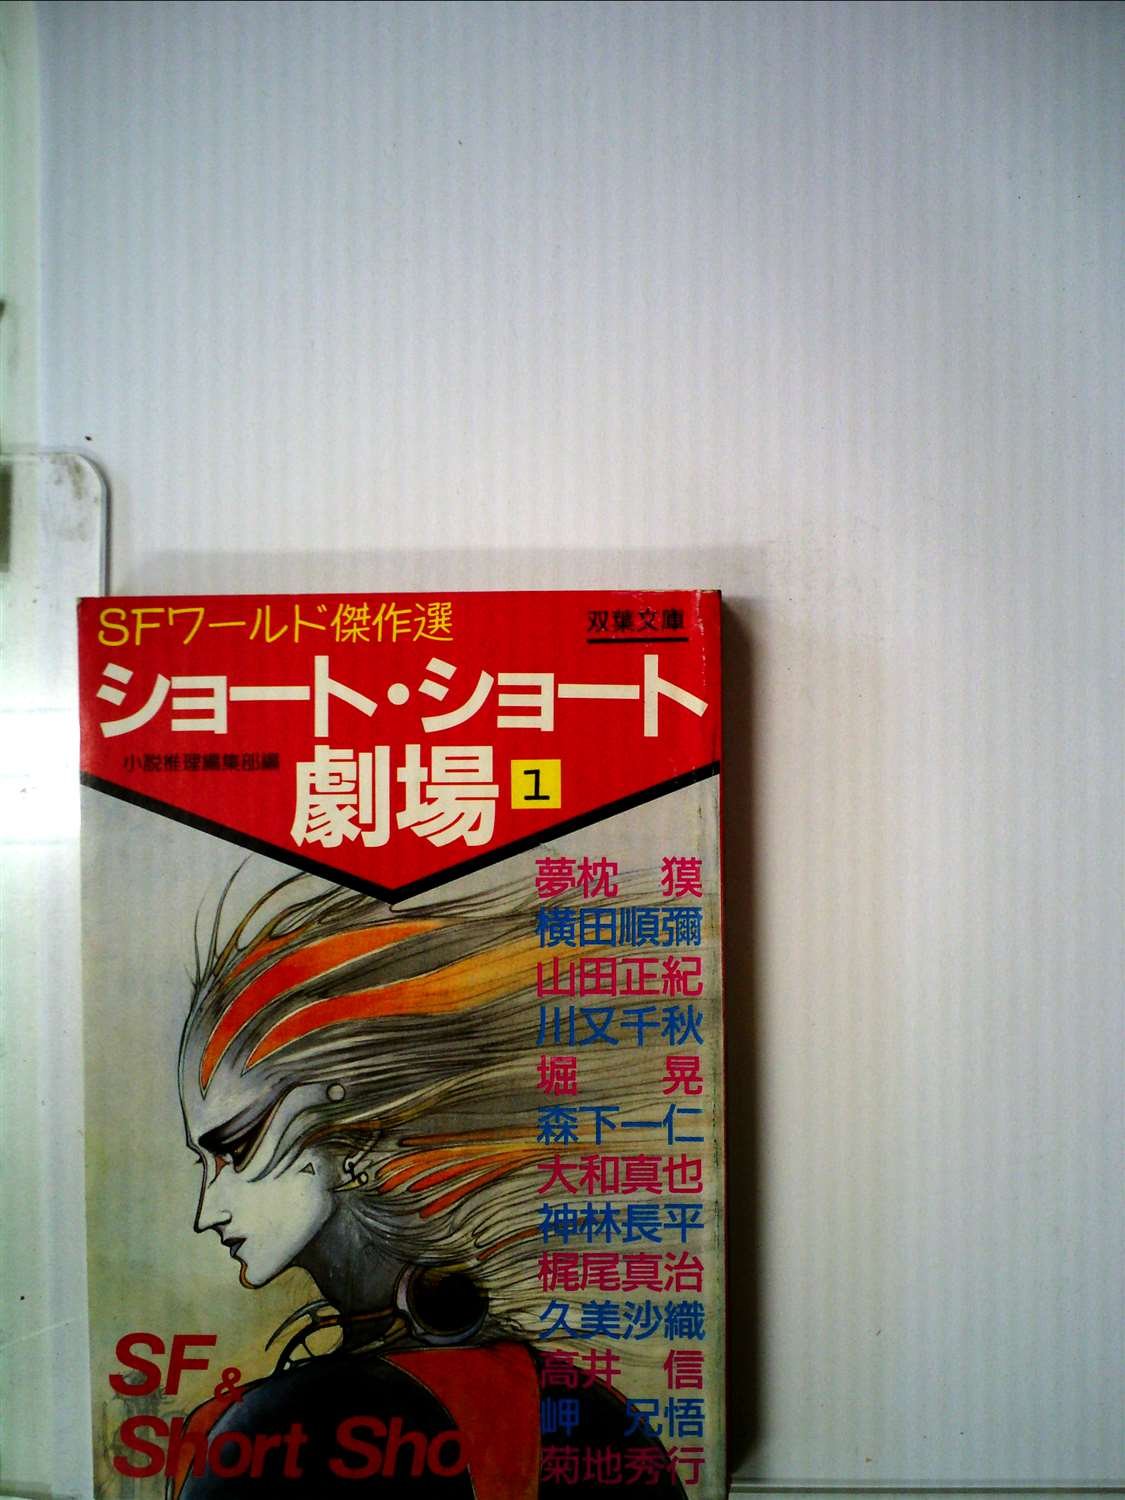 SFワールド傑作選
双葉文庫
ショート・ショート
劇場 1
小説推理編集部編
夢枕 獏
横田順彌
山田正紀
川又千秋
堀 晃
森下一仁
大和真也
神林長平
梶尾真治
久美沙織
高井 信
岬 兄悟
菊地秀行
SF &
Short Sho